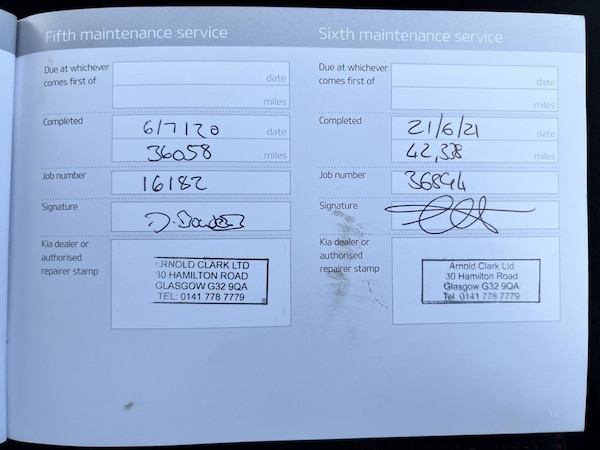 Fifth maintenance service
Due at whichever
comes first of
date
miles
Completed
6/7/20
date
36058
miles
Job number
16182
Signature
Kia dealer or
authorised
repairer stamp
ARNOLD CLARK LTD
30 HAMILTON ROAD
GLASGOW G32 9QA
TEL: 0141 778 7779
Sixth maintenance service
Due at whichever
comes first of
date
miles
Completed
21/6/21
date
42,338
miles
Job number
36894
Signature
Kia dealer or
authorised
repairer stamp
Arnold Clark Ltd
30 Hamilton Road
Glasgow G32 9QA
Tel: 0141 778 7779